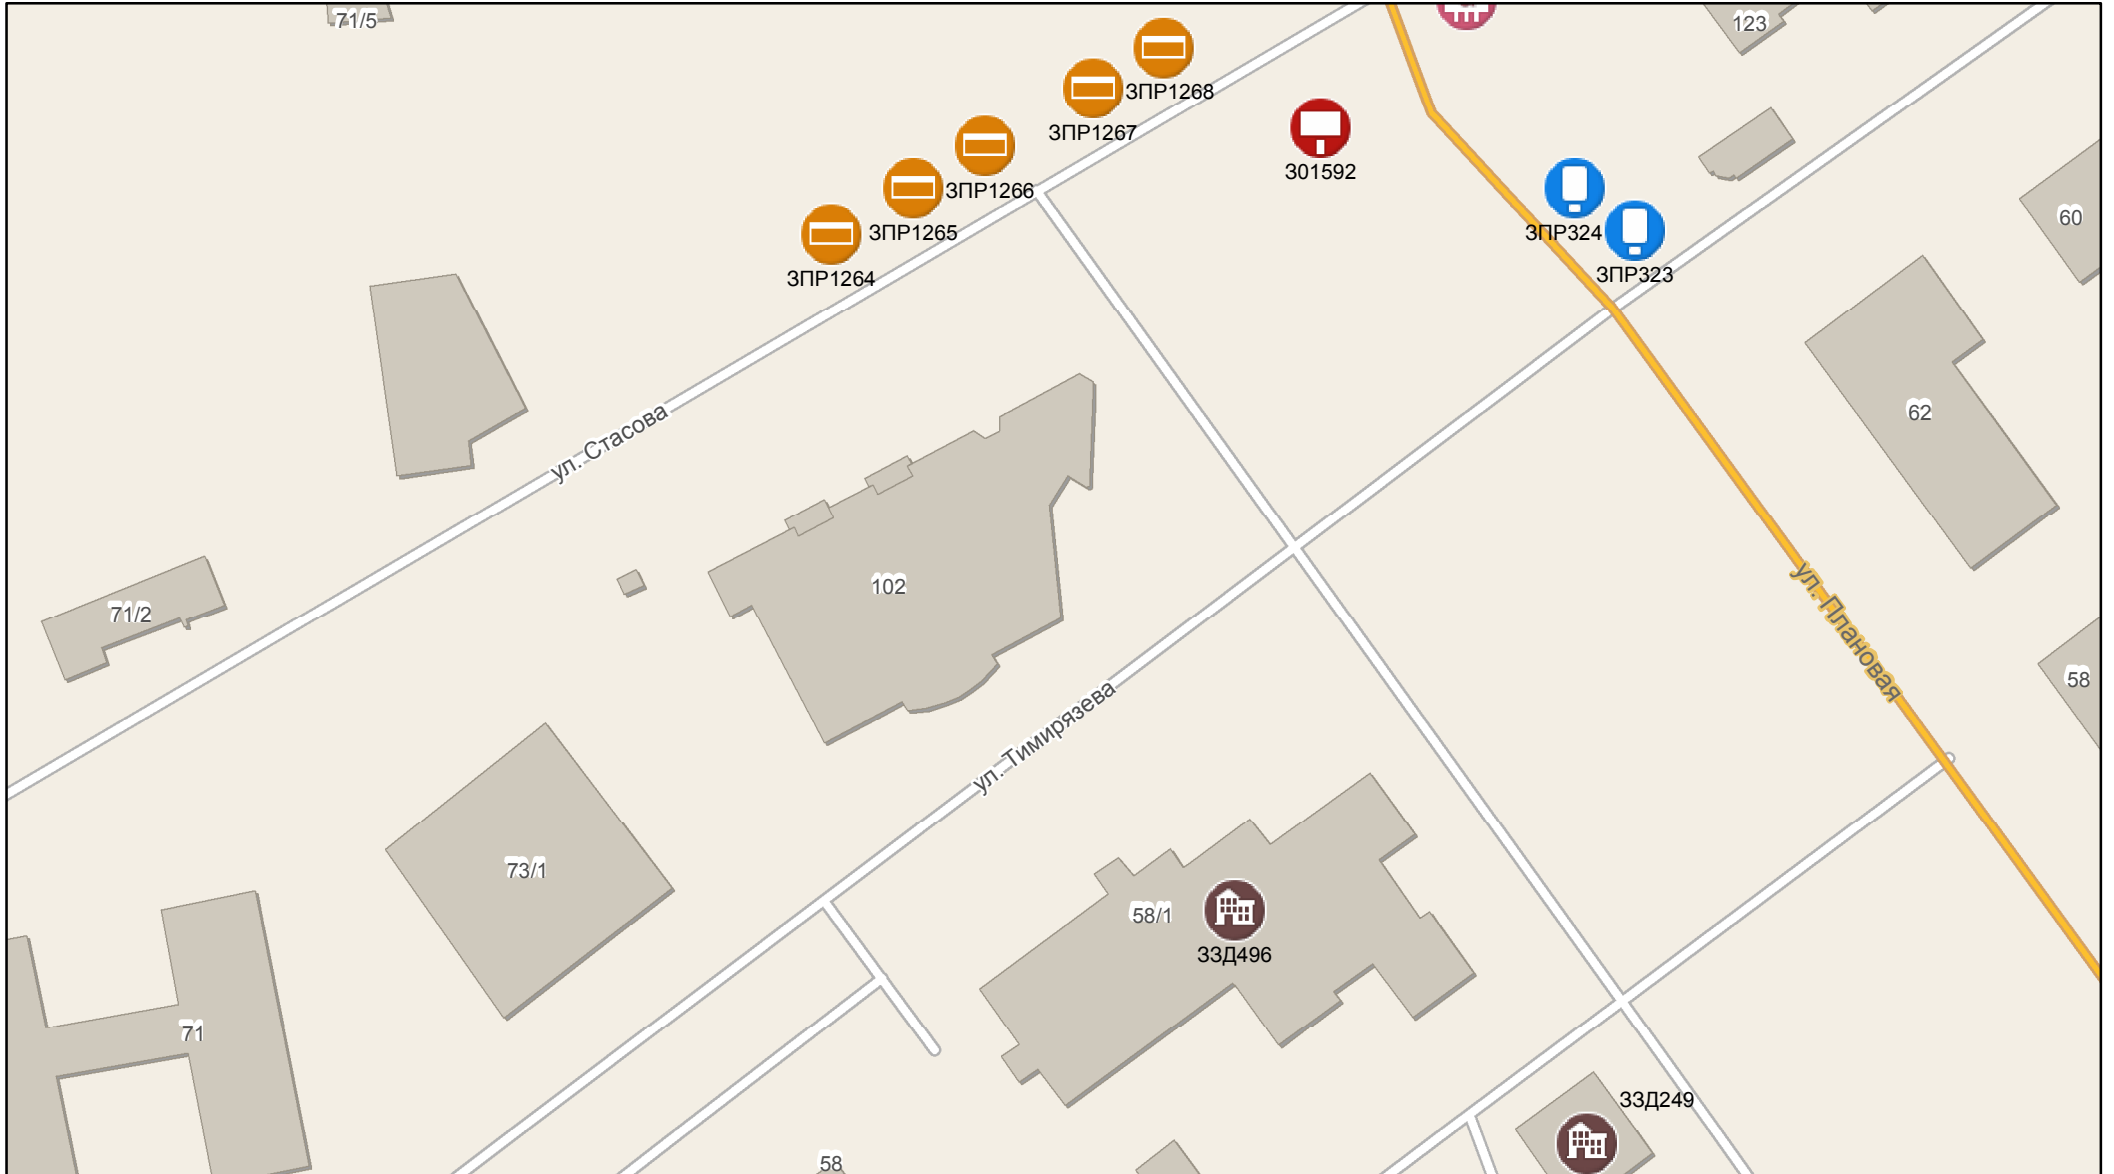 71/5
123
ЗПР1268
ЗПР1267
301592
ЗПР1266
60
ЗПР1265
ЗПР324
ЗПР1264
ЗПР323
62
ул. Стасова
102
71/2
ул. Плановая
58
ул. Тимирязева
73/1
58/1
ЗЗД496
71
ЗЗД249
58